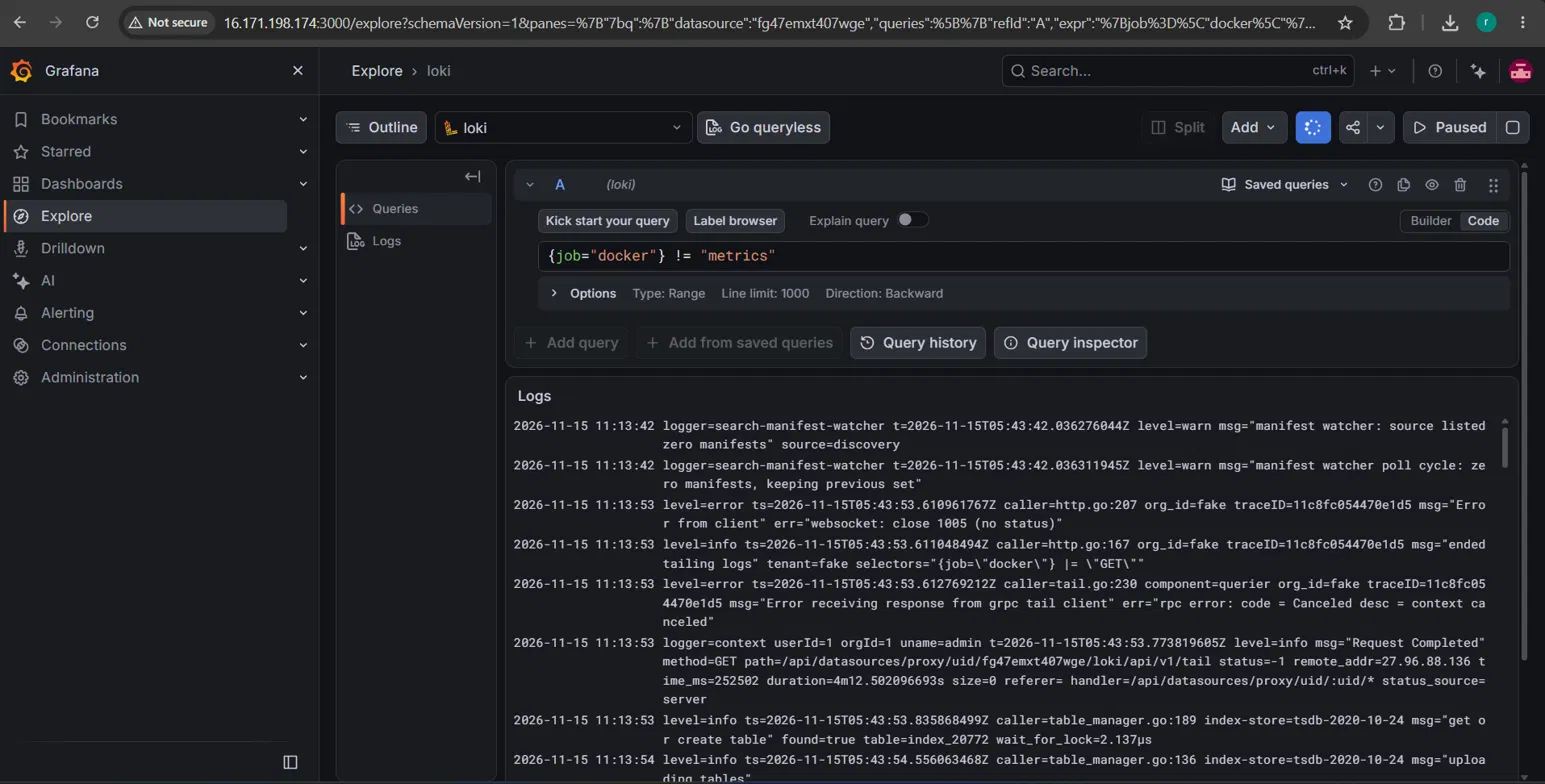 Not secure
16.171.198.174:3000/explore?schemaVersion=1&panes=%7B"7bq":%7B"datasource":"fg47emxt407wge","queries":%5B%7B"refId":"A","expr":"%7Bjob%3D%5C"docker%5C"%7...
r
Grafana
Explore › loki
Search...
ctrl+k
Bookmarks
Starred
Dashboards
Explore
Drilldown
AI
Alerting
Connections
Administration
Outline
loki
Go queryless
Split
Add
Paused
Queries
Logs
A
(loki)
Saved queries
Kick start your query
Label browser
Explain query
Builder
Code
{job="docker"} != "metrics"
Options Type: Range Line limit: 1000 Direction: Backward
+ Add query
+ Add from saved queries
Query history
Query inspector
Logs
2026-11-15 11:13:42 logger=search-manifest-watcher t=2026-11-15T05:43:42.036276044Z level=warn msg="manifest watcher: source listed
zero manifests" source=discovery
2026-11-15 11:13:42 logger=search-manifest-watcher t=2026-11-15T05:43:42.036311945Z level=warn msg="manifest watcher poll cycle: ze
ro manifests, keeping previous set"
2026-11-15 11:13:53 level=error ts=2026-11-15T05:43:53.610961767Z caller=http.go:207 org_id=fake traceID=11c8fc054470e1d5 msg="Erro
r from client" err="websocket: close 1005 (no status)"
2026-11-15 11:13:53 level=info ts=2026-11-15T05:43:53.611048494Z caller=http.go:167 org_id=fake traceID=11c8fc054470e1d5 msg="ended
tailing logs" tenant=fake selectors="{job=\"docker\"} |= \"GET\""
2026-11-15 11:13:53 level=error ts=2026-11-15T05:43:53.612769212Z caller=tail.go:230 component=querier org_id=fake traceID=11c8fc05
4470e1d5 msg="Error receiving response from grpc tail client" err="rpc error: code = Canceled desc = context ca
nceled"
2026-11-15 11:13:53 logger=context userId=1 orgId=1 uname=admin t=2026-11-15T05:43:53.773819605Z level=info msg="Request Completed"
method=GET path=/api/datasources/proxy/uid/fg47emxt407wge/loki/api/v1/tail status=-1 remote_addr=27.96.88.136 t
ime_ms=252502 duration=4m12.502096693s size=0 referer= handler=/api/datasources/proxy/uid/:uid/* status_source=
server
2026-11-15 11:13:53 level=info ts=2026-11-15T05:43:53.835868499Z caller=table_manager.go:189 index-store=tsdb-2020-10-24 msg="get o
r create table" found=true table=index_20772 wait_for_lock=2.137µs
2026-11-15 11:13:54 level=info ts=2026-11-15T05:43:54.556063468Z caller=table_manager.go:136 index-store=tsdb-2020-10-24 msg="uploa
ding tables"